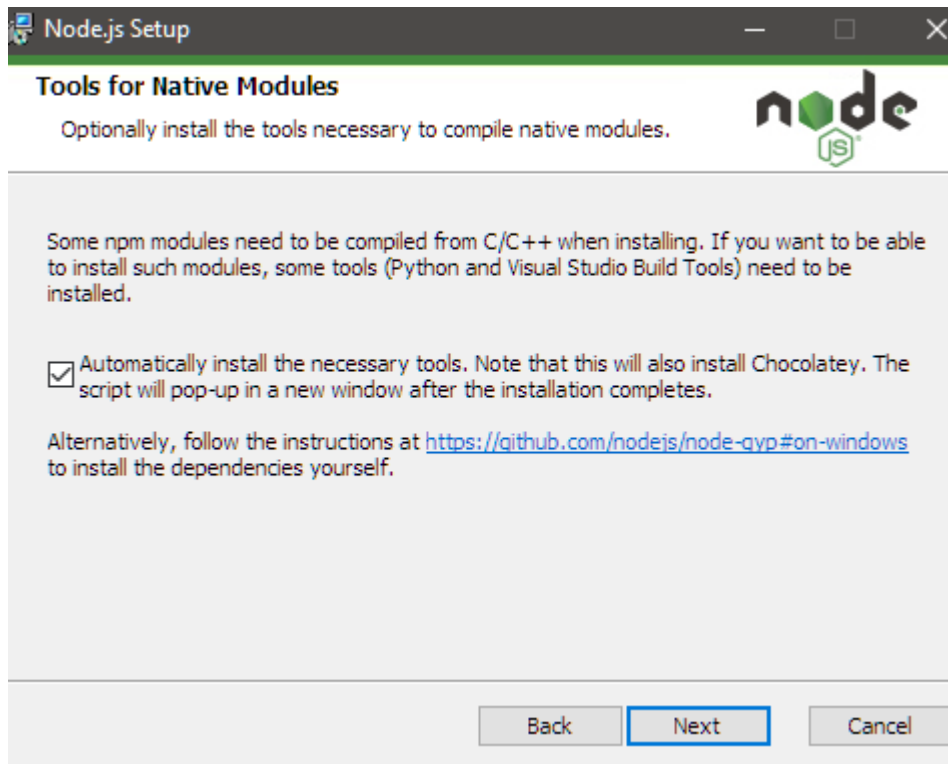 Node.js Setup
Tools for Native Modules
Optionally install the tools necessary to compile native modules.
node
JS
Some npm modules need to be compiled from C/C++ when installing. If you want to be able
to install such modules, some tools (Python and Visual Studio Build Tools) need to be
installed.
Automatically install the necessary tools. Note that this will also install Chocolatey. The
script will pop-up in a new window after the installation completes.
Alternatively, follow the instructions at https://github.com/nodejs/node-gyp#on-windows
to install the dependencies yourself.
Back
Next
Cancel